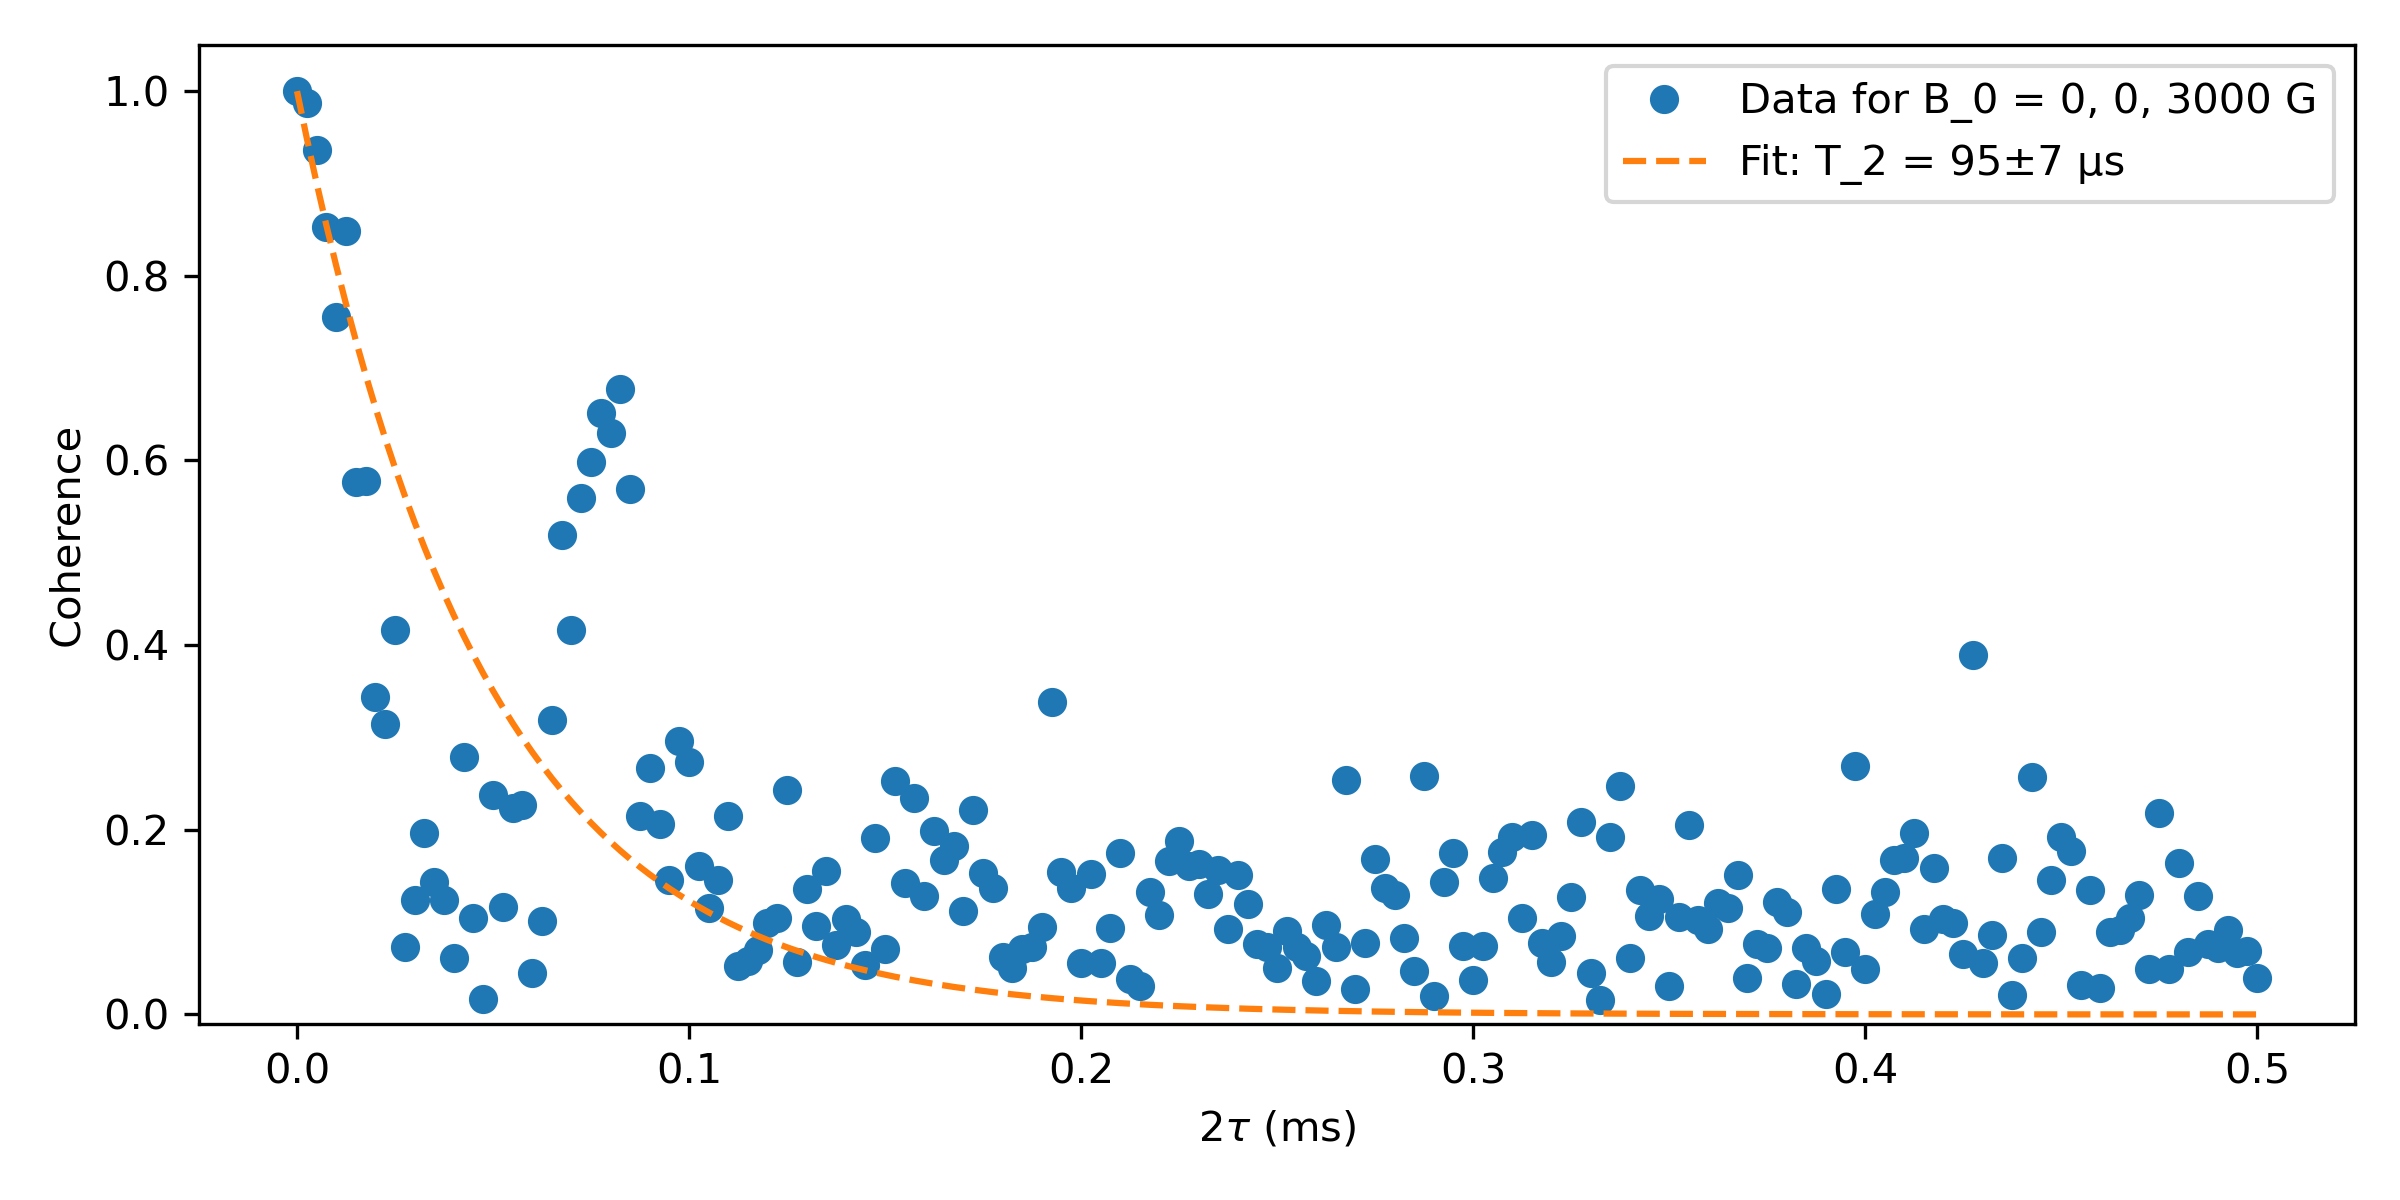 1.0
0.8
0.6
0.4
0.2
0.0
Coherence
Data for B_0 = 0, 0, 3000 G
Fit: T_2 = 95±7 μs
0.0 0.1 0.2 0.3 0.4 0.5
2τ (ms)